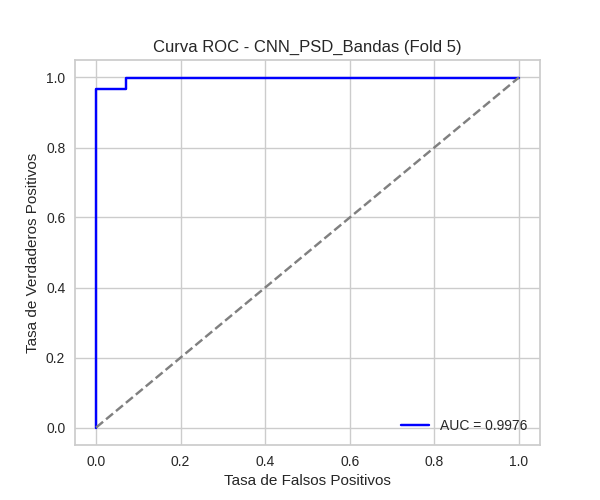 Curva ROC - CNN_PSD_Bandas (Fold 5)
Tasa de Verdaderos Positivos
1.0
0.8
0.6
0.4
0.2
0.0
AUC = 0.9976
0.0 0.2 0.4 0.6 0.8 1.0
Tasa de Falsos Positivos